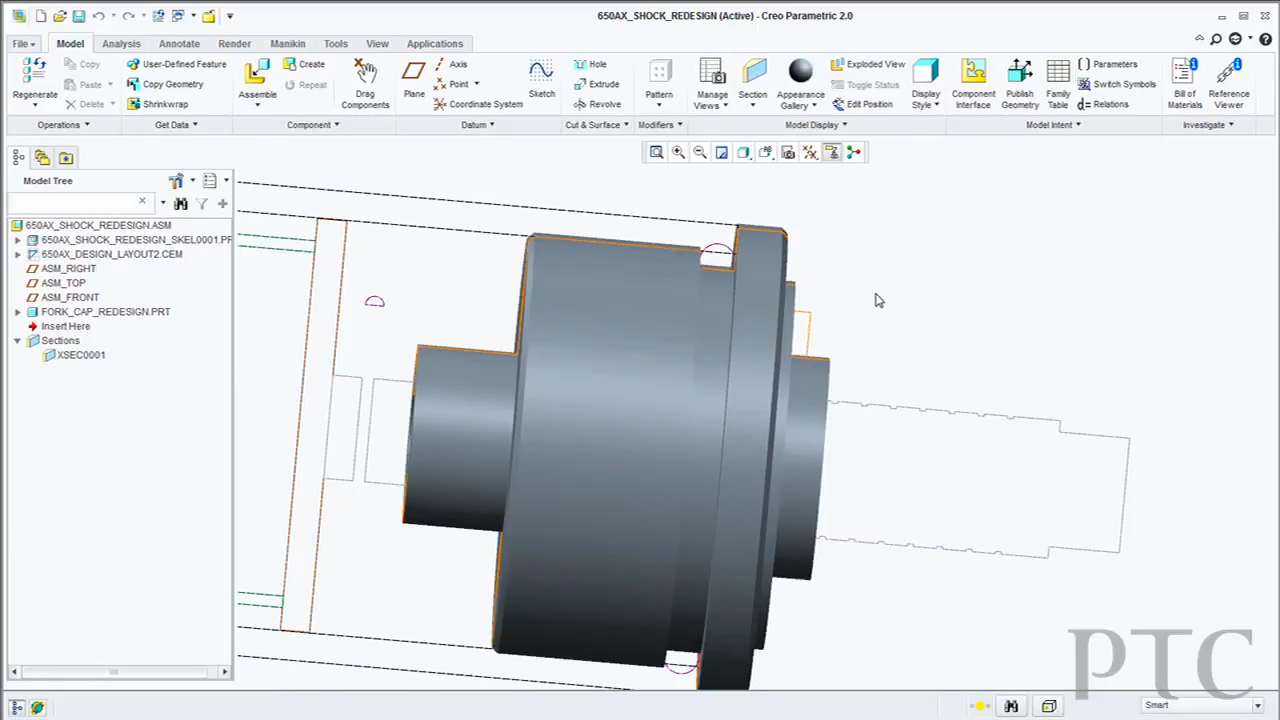 650AX_SHOCK_REDESIGN (Active) - Creo Parametric 2.0
File Model Analysis Annotate Render Manikin Tools View Applications
Regenerate
Copy
Paste
Delete
User-Defined Feature
Copy Geometry
Shrinkwrap
Assemble
Create
Repeat
Drag Components
Plane
Axis
Point
Coordinate System
Sketch
Hole
Extrude
Revolve
Pattern
Manage Views
Section
Appearance Gallery
Exploded View
Toggle Status
Edit Position
Display Style
Component Interface
Publish Geometry
Family Table
Parameters
Switch Symbols
Relations
Bill of Materials
Reference Viewer
Operations Get Data Component Datum Cut & Surface Modifiers Model Display Model Intent Investigate
Model Tree
650AX_SHOCK_REDESIGN.ASM
650AX_SHOCK_REDESIGN_SKEL0001.PF
650AX_DESIGN_LAYOUT2.CEM
ASM_RIGHT
ASM_TOP
ASM_FRONT
FORK_CAP_REDESIGN.PRT
Insert Here
Sections
XSEC0001
PTC
Smart